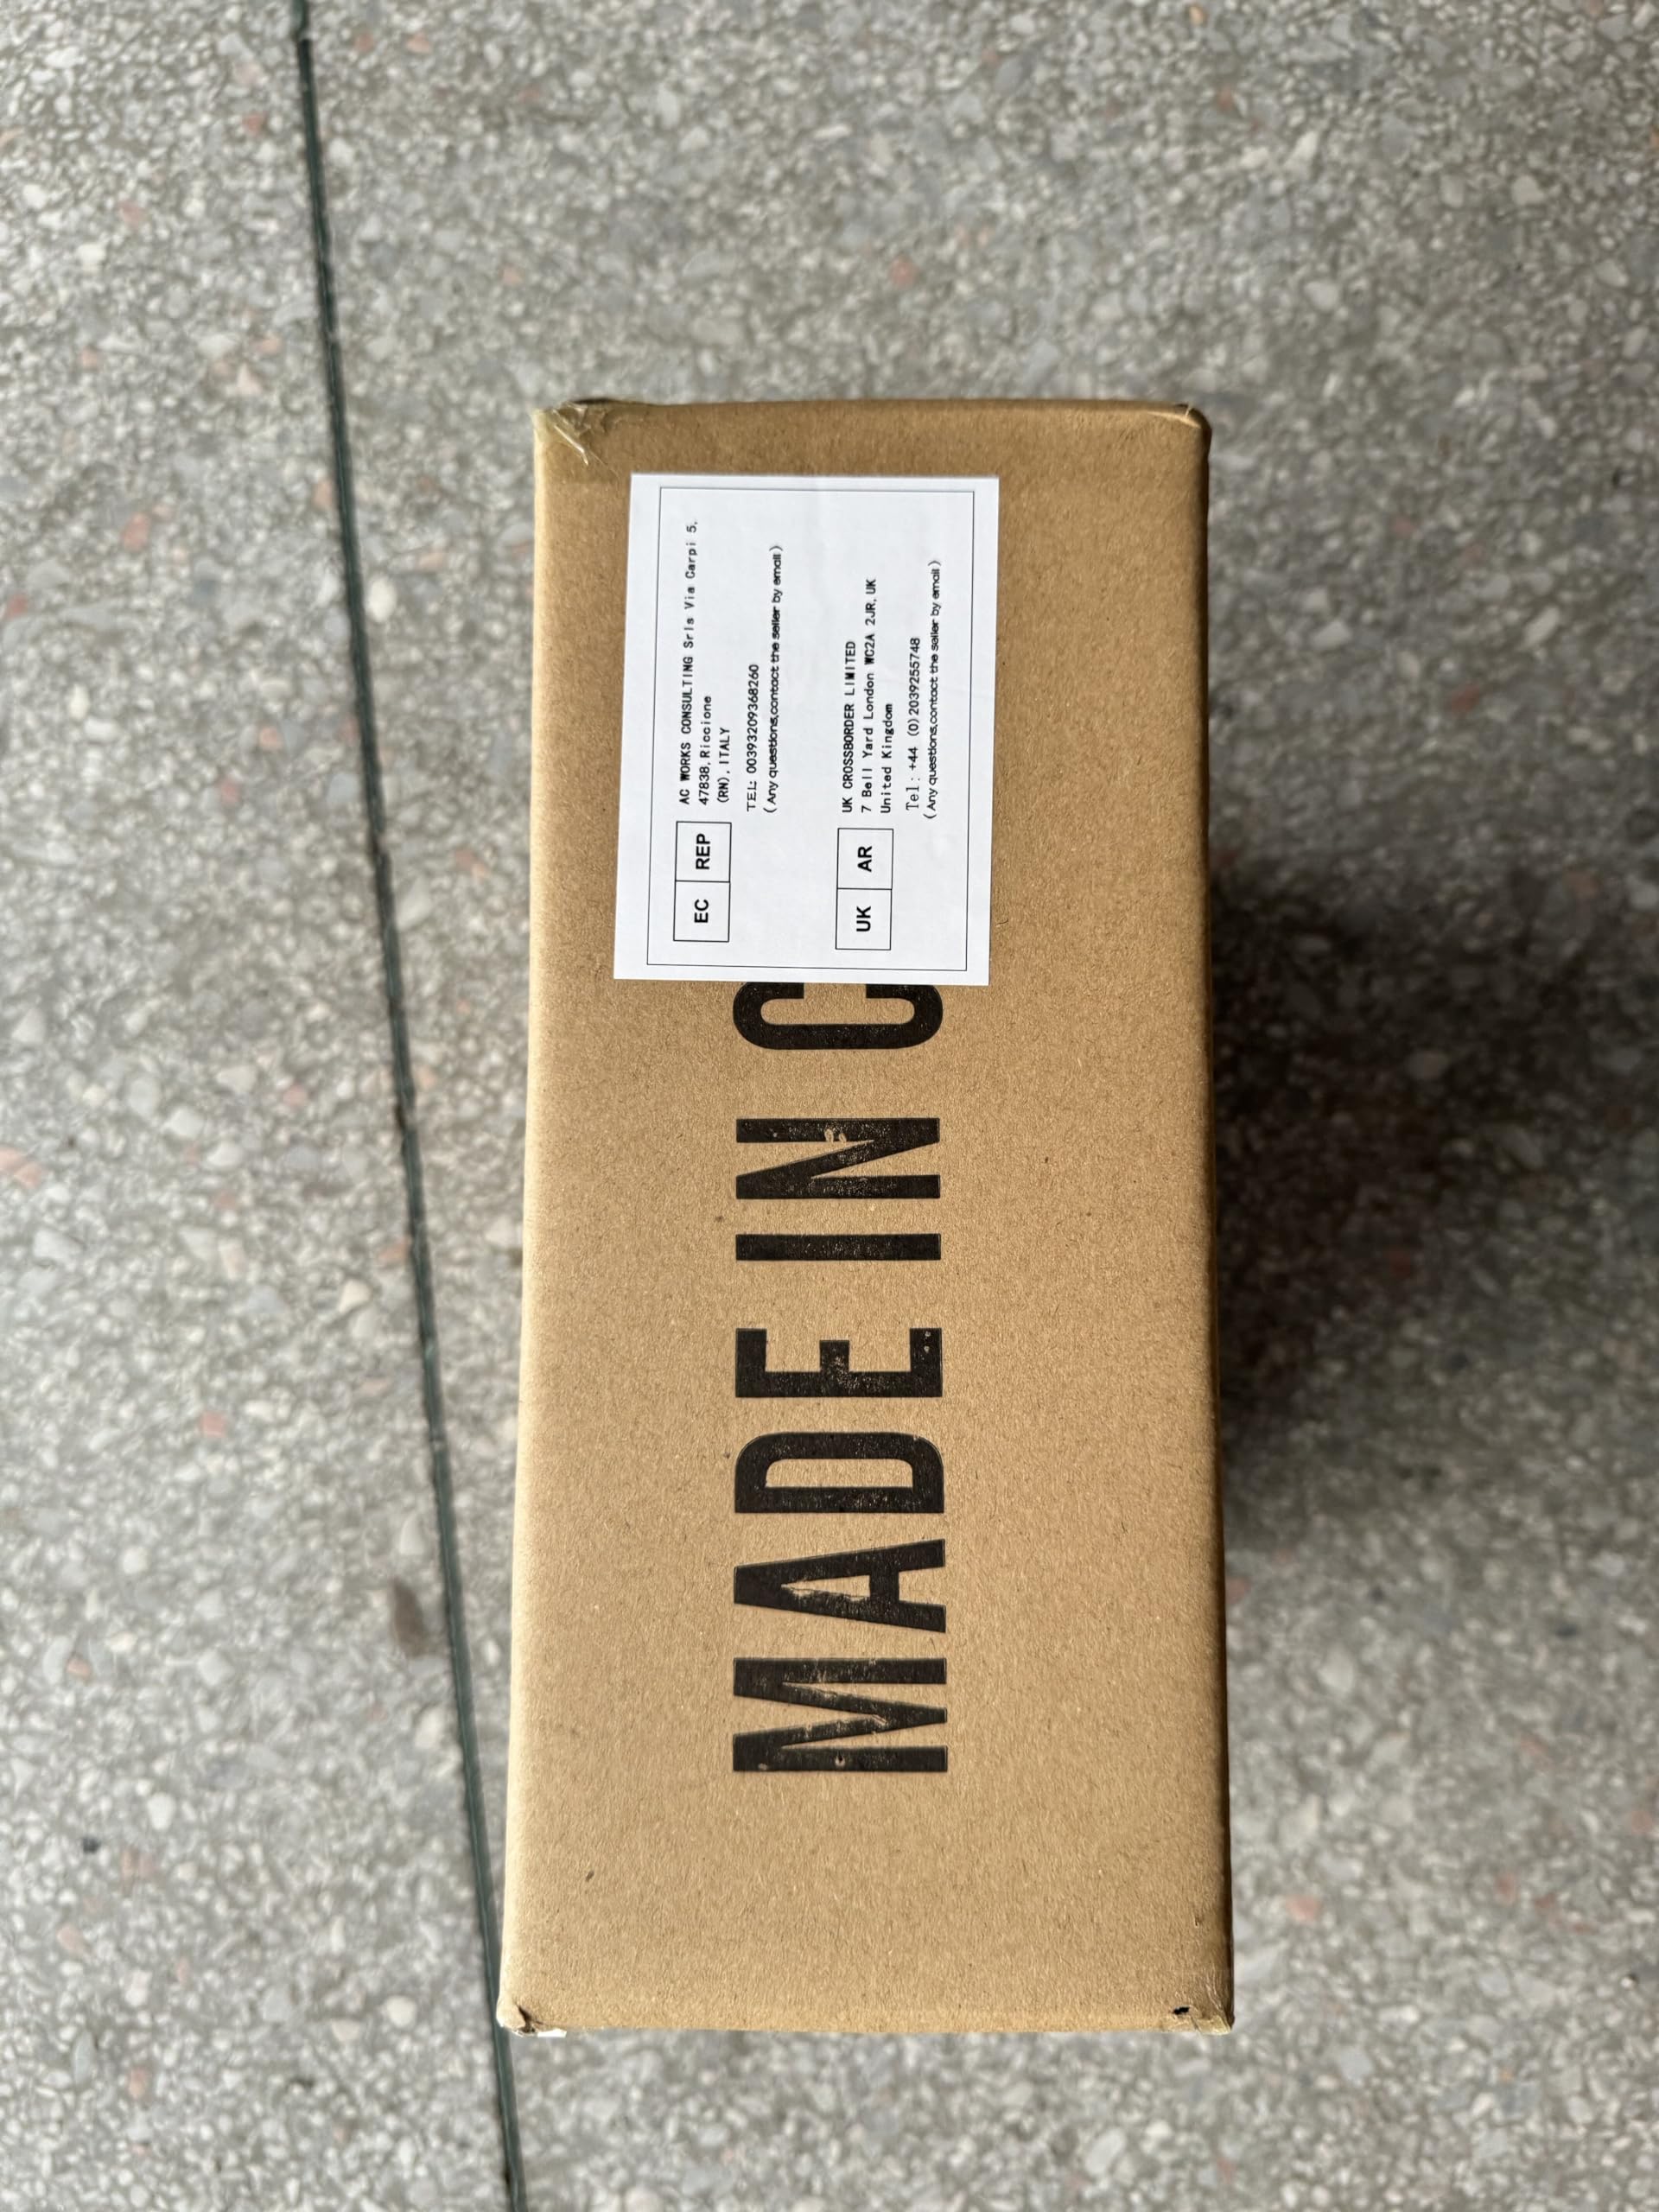 EC REP
AC WORKS CONSULTING Srls Via Carpi 5,
47838, Riccione
(RN), ITALY
TEL: 00393209368260
(Any questions,contact the seller by email)
UK AR
UK CROSSBORDER LIMITED
7 Bell Yard London WC2A 2JR, UK
United Kingdom
Tel: +44 (0)2039255748
(Any questions,contact the seller by email)
MADE IN C